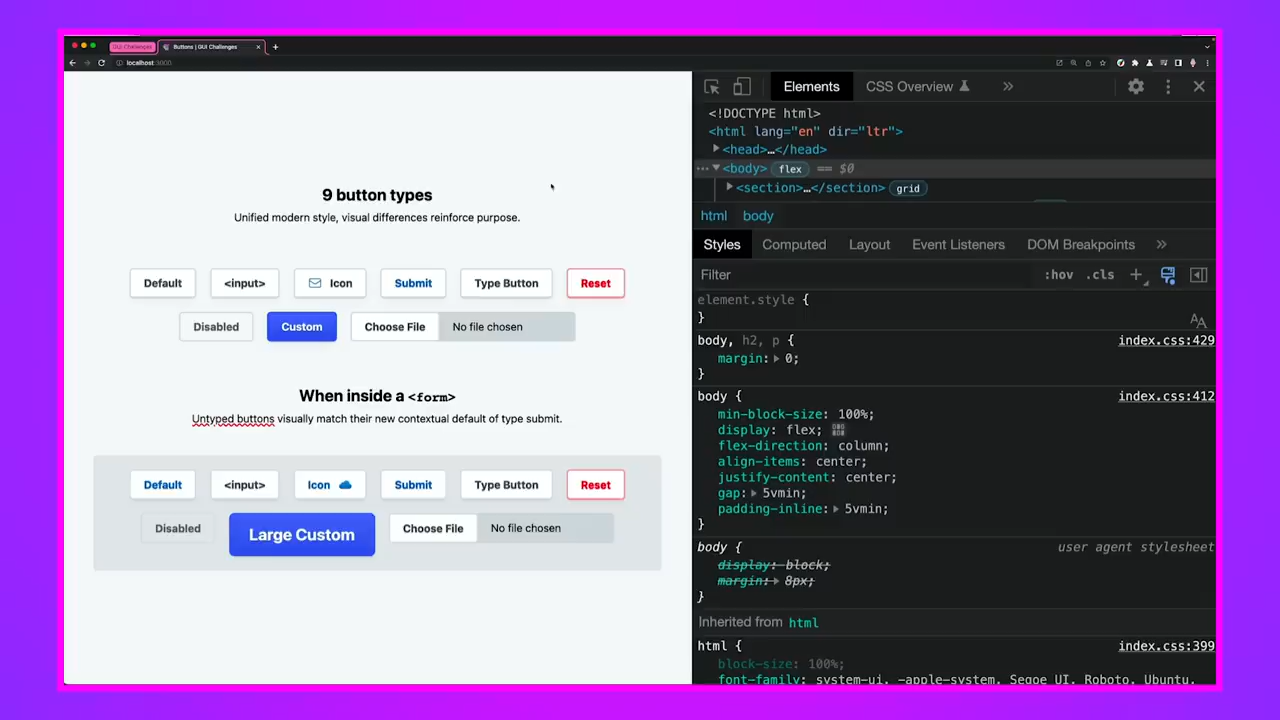 GUI Challenges
Buttons | GUI Challenges
localhost:3000
9 button types
Unified modern style, visual differences reinforce purpose.
Default
<input>
Icon
Submit
Type Button
Reset
Disabled
Custom
Choose File
No file chosen
When inside a <form>
Untyped buttons visually match their new contextual default of type submit.
Default
<input>
Icon
Submit
Type Button
Reset
Disabled
Large Custom
Choose File
No file chosen
Elements
CSS Overview
<!DOCTYPE html>
<html lang="en" dir="ltr">
<head>…</head>
<body> flex == $0
<section>…</section> grid
html body
Styles Computed Layout Event Listeners DOM Breakpoints
Filter :hov .cls
element.style {
}
body, h2, p { index.css:429
margin: 0;
}
body { index.css:412
min-block-size: 100%;
display: flex;
flex-direction: column;
align-items: center;
justify-content: center;
gap: 5vmin;
padding-inline: 5vmin;
}
body { user agent stylesheet
display: block;
margin: 8px;
}
Inherited from html
html { index.css:399
block-size: 100%;
font-family: system-ui, -apple-system, Segoe UI, Roboto, Ubuntu,